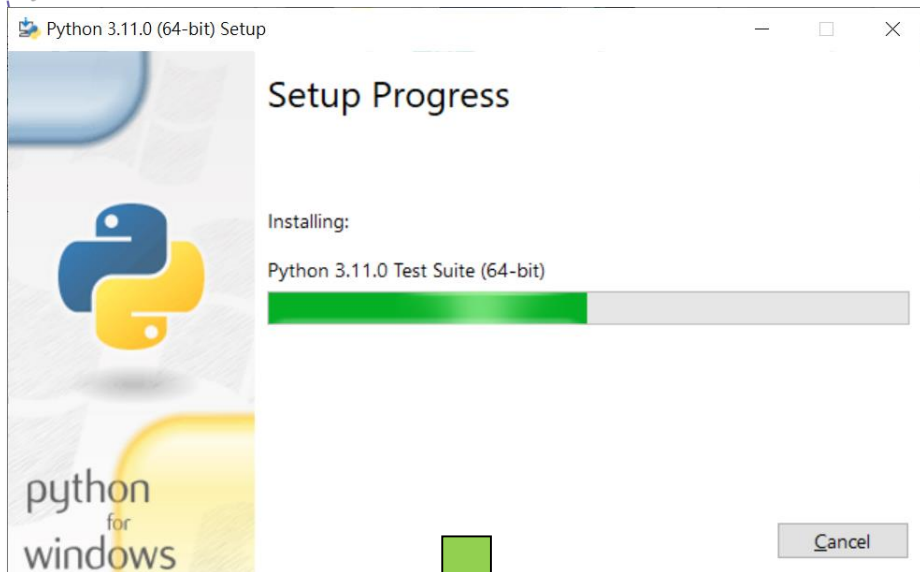 Python 3.11.0 (64-bit) Setup
Setup Progress
Installing:
Python 3.11.0 Test Suite (64-bit)
python
for
windows
Cancel